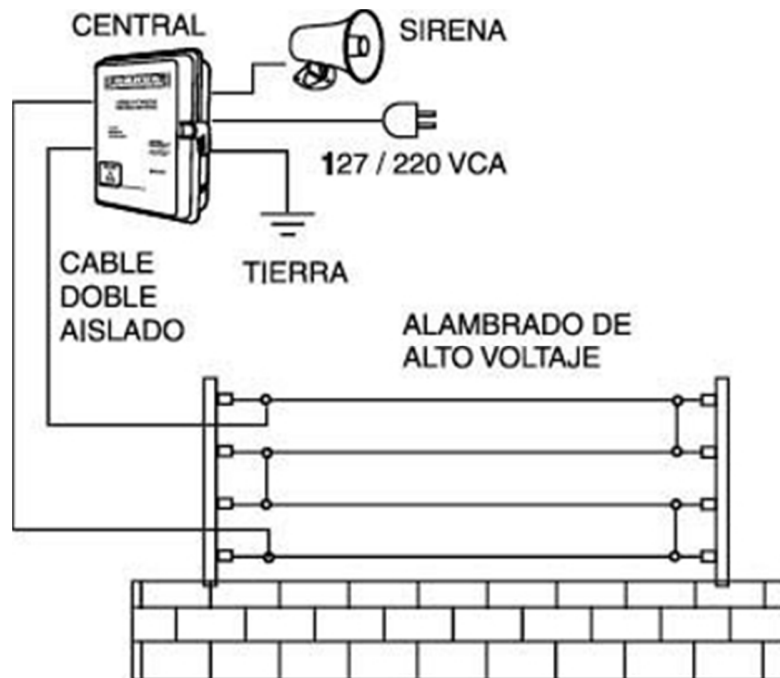 CENTRAL
SIRENA
127 / 220 VCA
CABLE
DOBLE
AISLADO
TIERRA
ALAMBRADO DE
ALTO VOLTAJE